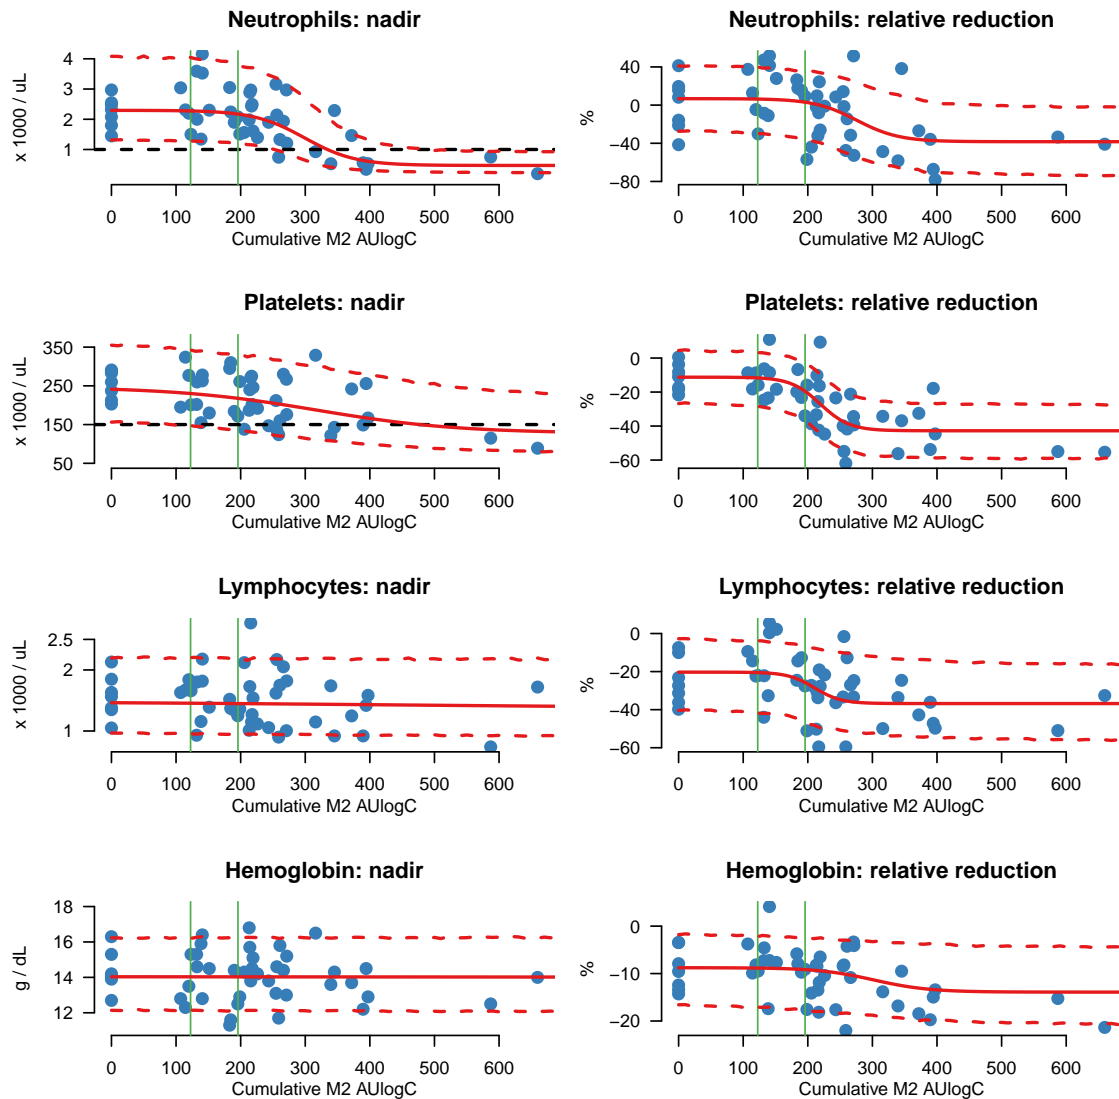 Neutrophils: nadir
x 1000 / uL
4
3
2
1
0 100 200 300 400 500 600
Cumulative M2 AUlogC
Neutrophils: relative reduction
%
40
0
−40
−80
0 100 200 300 400 500 600
Cumulative M2 AUlogC
Platelets: nadir
x 1000 / uL
350
250
150
50
0 100 200 300 400 500 600
Cumulative M2 AUlogC
Platelets: relative reduction
%
0
−20
−40
−60
0 100 200 300 400 500 600
Cumulative M2 AUlogC
Lymphocytes: nadir
x 1000 / uL
2.5
2
1
0 100 200 300 400 500 600
Cumulative M2 AUlogC
Lymphocytes: relative reduction
%
0
−20
−40
−60
0 100 200 300 400 500 600
Cumulative M2 AUlogC
Hemoglobin: nadir
g / dL
18
16
14
12
0 100 200 300 400 500 600
Cumulative M2 AUlogC
Hemoglobin: relative reduction
%
0
−10
−20
0 100 200 300 400 500 600
Cumulative M2 AUlogC